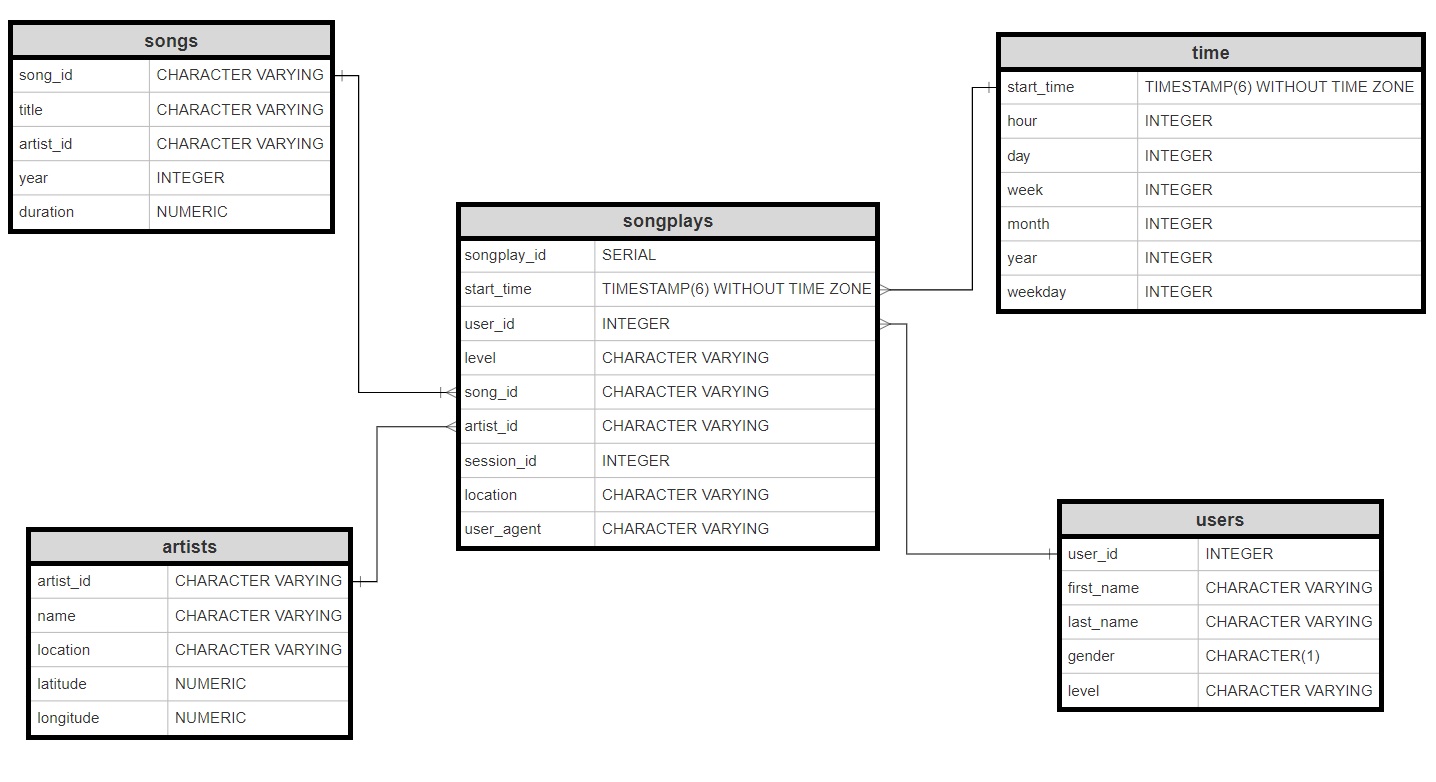 songs
song_id CHARACTER VARYING
title CHARACTER VARYING
artist_id CHARACTER VARYING
year INTEGER
duration NUMERIC
time
start_time TIMESTAMP(6) WITHOUT TIME ZONE
hour INTEGER
day INTEGER
week INTEGER
month INTEGER
year INTEGER
weekday INTEGER
songplays
songplay_id SERIAL
start_time TIMESTAMP(6) WITHOUT TIME ZONE
user_id INTEGER
level CHARACTER VARYING
song_id CHARACTER VARYING
artist_id CHARACTER VARYING
session_id INTEGER
location CHARACTER VARYING
user_agent CHARACTER VARYING
artists
artist_id CHARACTER VARYING
name CHARACTER VARYING
location CHARACTER VARYING
latitude NUMERIC
longitude NUMERIC
users
user_id INTEGER
first_name CHARACTER VARYING
last_name CHARACTER VARYING
gender CHARACTER(1)
level CHARACTER VARYING